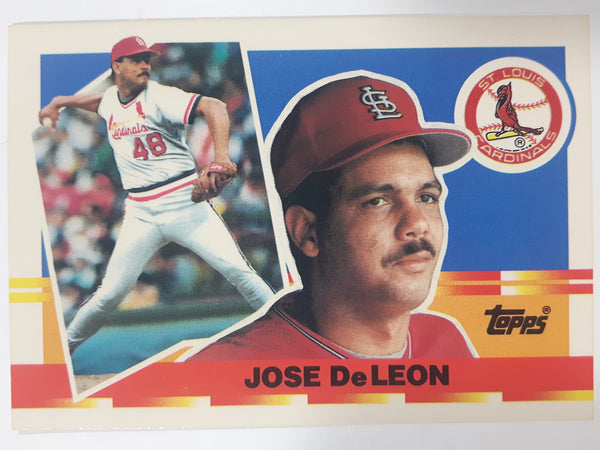 Cardinals
48
StL
ST LOUIS
CARDINALS
®
TOPPS®
JOSE DeLEON